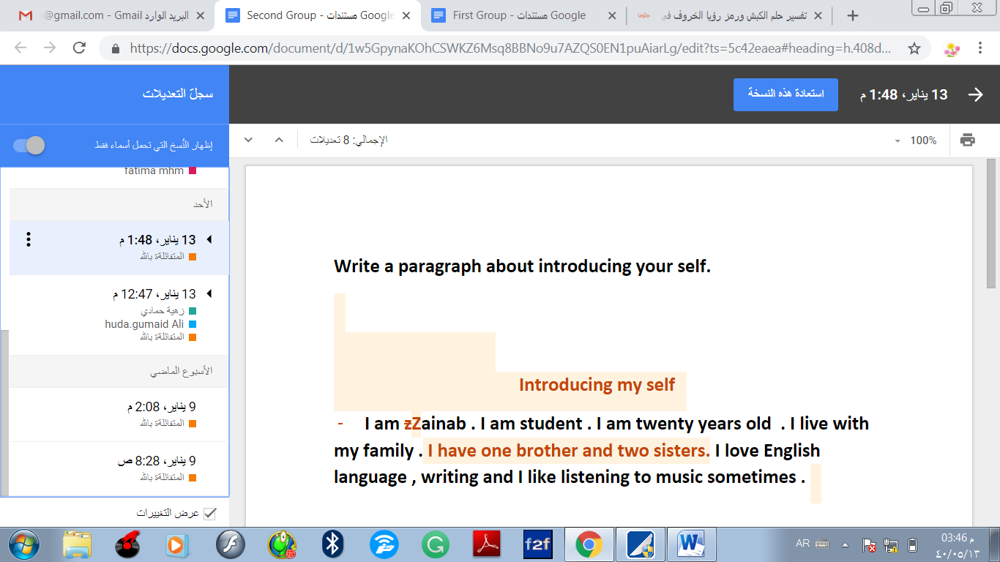 البريد الوارد - Gmail - @gmail.com
Second Group - مستندات Google
First Group - مستندات Google
تفسير حلم الكبش ورمز رؤيا الخروف في
https://docs.google.com/document/d/1w5GpynaKOhCSWKZ6Msq8BBNo9u7AZQS0EN1puAiarLg/edit?ts=5c42eaea#heading=h.408d...
سجلّ التعديلات
استعادة هذه النسخة
13 يناير، 1:48 م
إظهار النُسخ التي تحمل أسماء فقط
الإجمالي: 8 تعديلات
100%
fatima mhm
الأحد
13 يناير، 1:48 م
المتفائلةة بالله
13 يناير، 12:47 م
زهية حمادي
huda.gumaid Ali
المتفائلةة بالله
الأسبوع الماضي
9 يناير، 2:08 م
المتفائلةة بالله
9 يناير، 8:28 ص
المتفائلةة بالله
عرض التغييرات
Write a paragraph about introducing your self.
Introducing my self
- I am zZainab . I am student . I am twenty years old . I live with
my family . I have one brother and two sisters. I love English
language , writing and I like listening to music sometimes .
f2f
AR
03:46 م
٤٠/٠٥/١٣